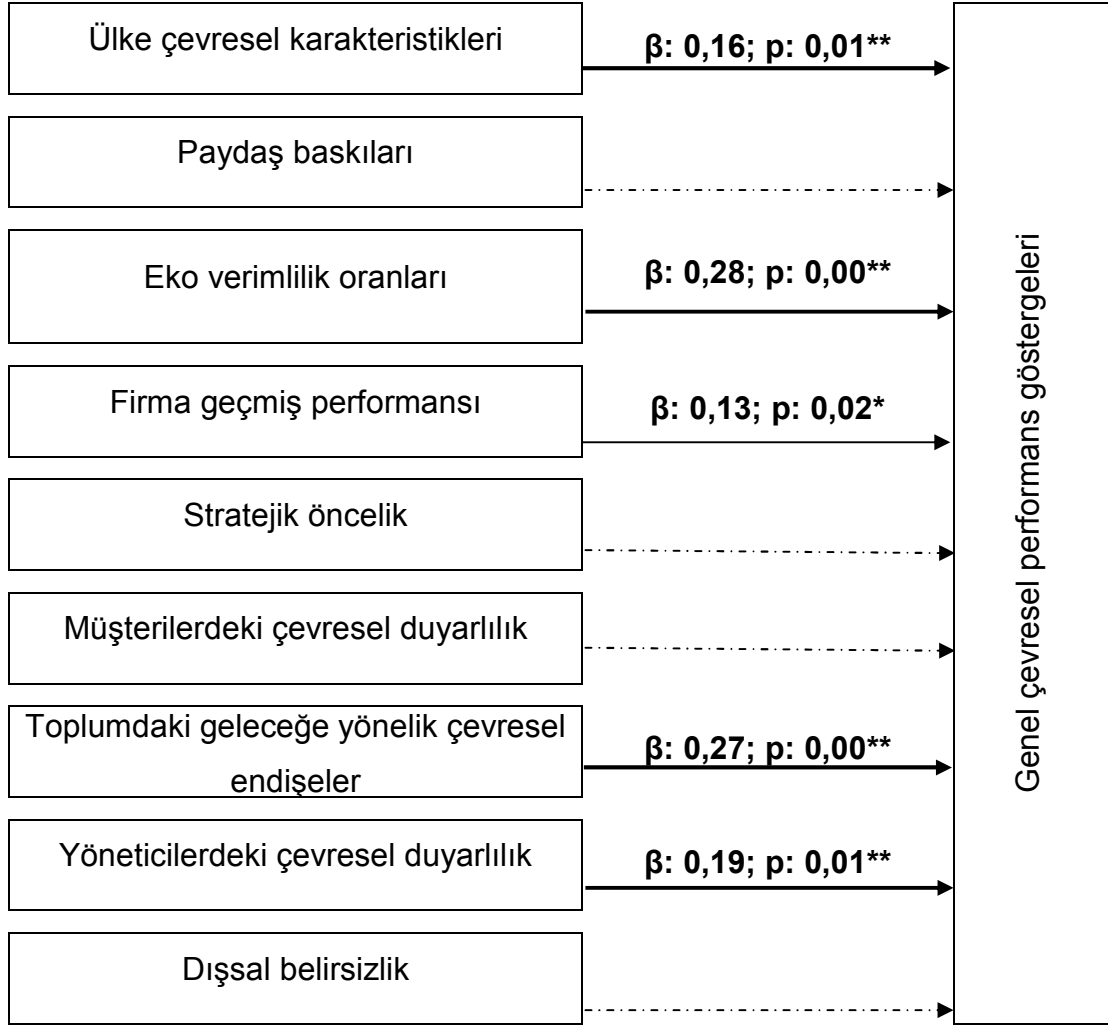 Ülke çevresel karakteristikleri
β: 0,16; p: 0,01**
Paydaş baskıları
Eko verimlilik oranları
β: 0,28; p: 0,00**
Firma geçmiş performansı
β: 0,13; p: 0,02*
Stratejik öncelik
Müşterilerdeki çevresel duyarlılık
Toplumdaki geleceğe yönelik çevresel
endişeler
β: 0,27; p: 0,00**
Yöneticilerdeki çevresel duyarlılık
β: 0,19; p: 0,01**
Dışsal belirsizlik
Genel çevresel performans göstergeleri